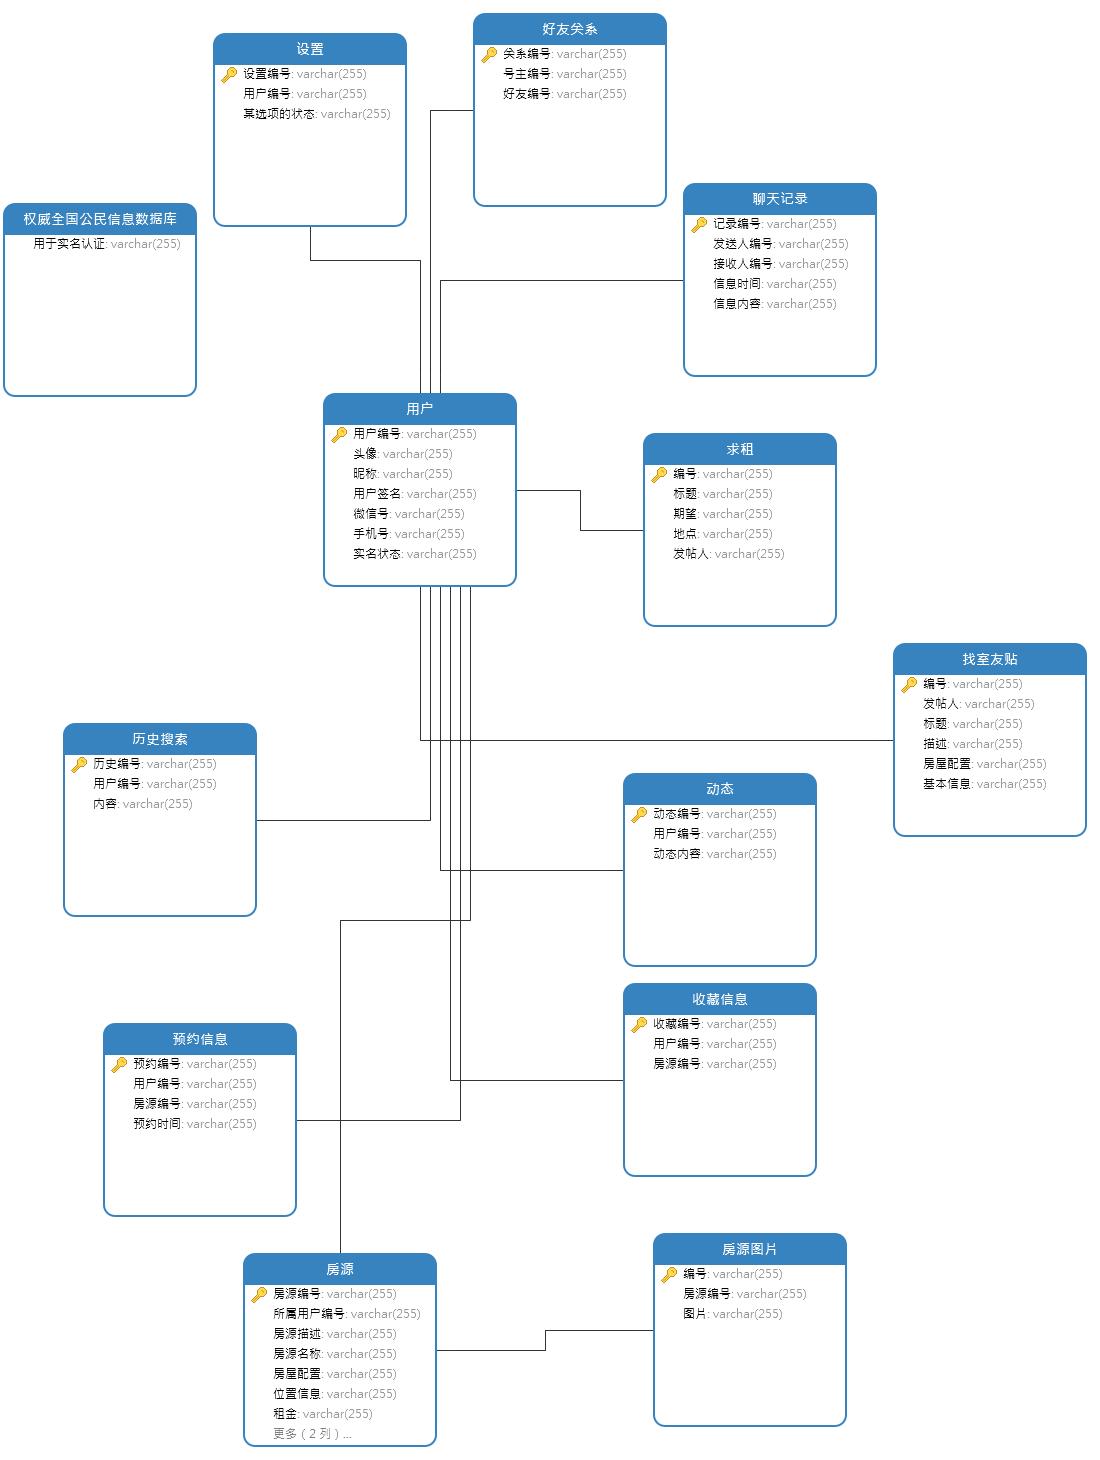 设置
设置编号: varchar(255)
用户编号: varchar(255)
某选项的状态: varchar(255)
好友关系
关系编号: varchar(255)
号主编号: varchar(255)
好友编号: varchar(255)
聊天记录
记录编号: varchar(255)
发送人编号: varchar(255)
接收人编号: varchar(255)
信息时间: varchar(255)
信息内容: varchar(255)
权威全国公民信息数据库
用于实名认证: varchar(255)
用户
用户编号: varchar(255)
头像: varchar(255)
昵称: varchar(255)
用户签名: varchar(255)
微信号: varchar(255)
手机号: varchar(255)
实名状态: varchar(255)
求租
编号: varchar(255)
标题: varchar(255)
期望: varchar(255)
地点: varchar(255)
发帖人: varchar(255)
找室友贴
编号: varchar(255)
发帖人: varchar(255)
标题: varchar(255)
描述: varchar(255)
房屋配置: varchar(255)
基本信息: varchar(255)
历史搜索
历史编号: varchar(255)
用户编号: varchar(255)
内容: varchar(255)
动态
动态编号: varchar(255)
用户编号: varchar(255)
动态内容: varchar(255)
收藏信息
收藏编号: varchar(255)
用户编号: varchar(255)
房源编号: varchar(255)
预约信息
预约编号: varchar(255)
用户编号: varchar(255)
房源编号: varchar(255)
预约时间: varchar(255)
房源
房源编号: varchar(255)
所属用户编号: varchar(255)
房源描述: varchar(255)
房源名称: varchar(255)
房屋配置: varchar(255)
位置信息: varchar(255)
租金: varchar(255)
更多（2 列）...
房源图片
编号: varchar(255)
房源编号: varchar(255)
图片: varchar(255)